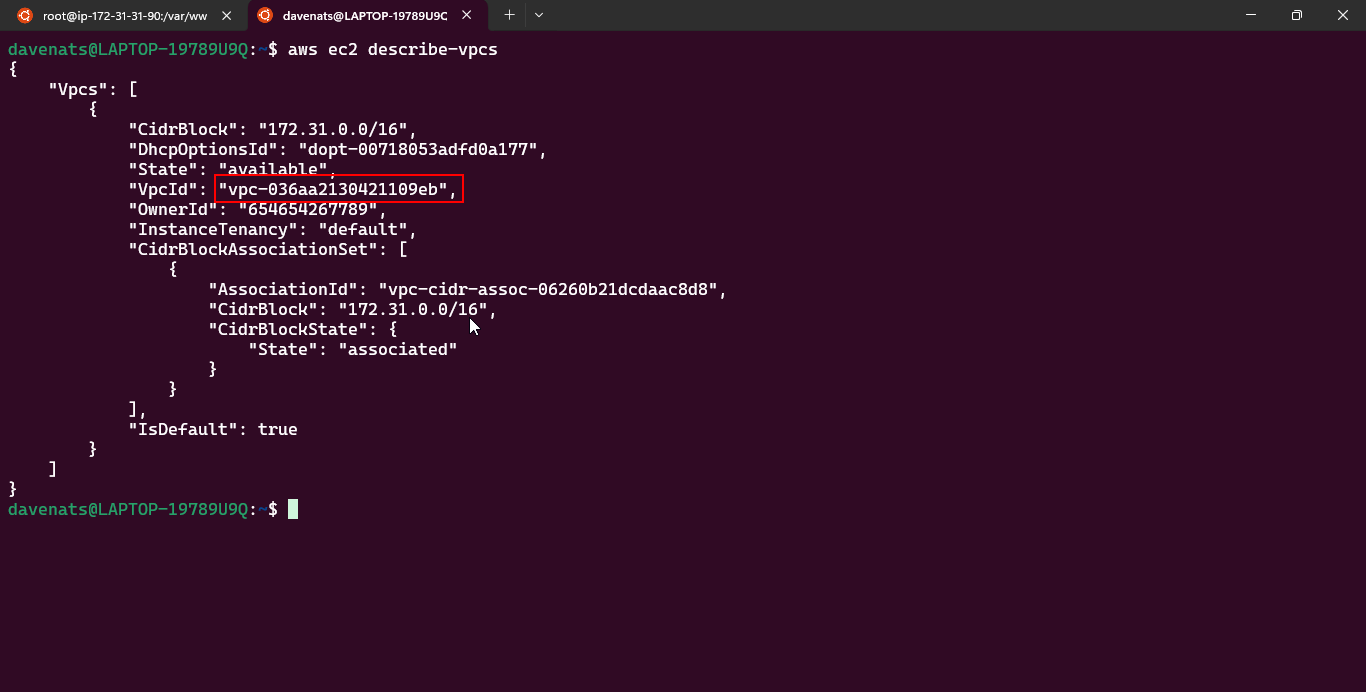 root@ip-172-31-31-90:/var/ww
davenats@LAPTOP-19789U9C
davenats@LAPTOP-19789U9Q:~$ aws ec2 describe-vpcs
{
    "Vpcs": [
        {
            "CidrBlock": "172.31.0.0/16",
            "DhcpOptionsId": "dopt-00718053adfd0a177",
            "State": "available",
            "VpcId": "vpc-036aa2130421109eb",
            "OwnerId": "654654267789",
            "InstanceTenancy": "default",
            "CidrBlockAssociationSet": [
                {
                    "AssociationId": "vpc-cidr-assoc-06260b21dcdaac8d8",
                    "CidrBlock": "172.31.0.0/16",
                    "CidrBlockState": {
                        "State": "associated"
                    }
                }
            ],
            "IsDefault": true
        }
    ]
}
davenats@LAPTOP-19789U9Q:~$